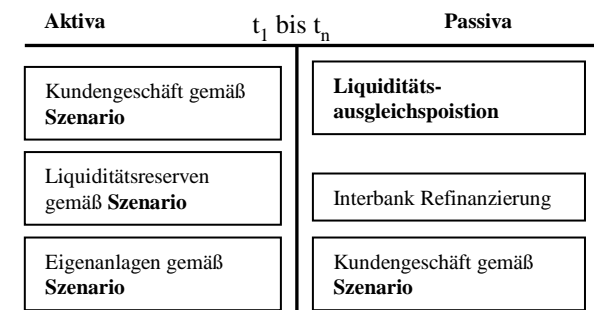 Aktiva t1 bis tn Passiva
Kundengeschäft gemäß
Szenario
Liquiditätsreserven
gemäß Szenario
Eigenanlagen gemäß
Szenario
Liquiditäts-
ausgleichspoistion
Interbank Refinanzierung
Kundengeschäft gemäß
Szenario